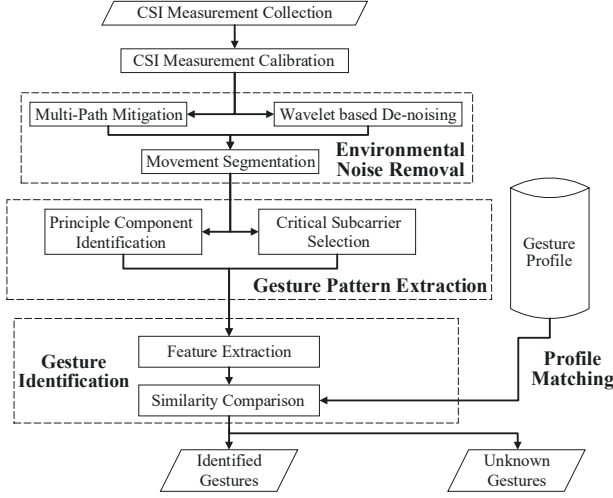 CSI Measurement Collection
CSI Measurement Calibration
Multi-Path Mitigation
Wavelet based De-noising
Movement Segmentation
Environmental
Noise Removal
Principle Component
Identification
Critical Subcarrier
Selection
Gesture Pattern Extraction
Gesture
Profile
Gesture
Identification
Feature Extraction
Similarity Comparison
Profile
Matching
Identified
Gestures
Unknown
Gestures